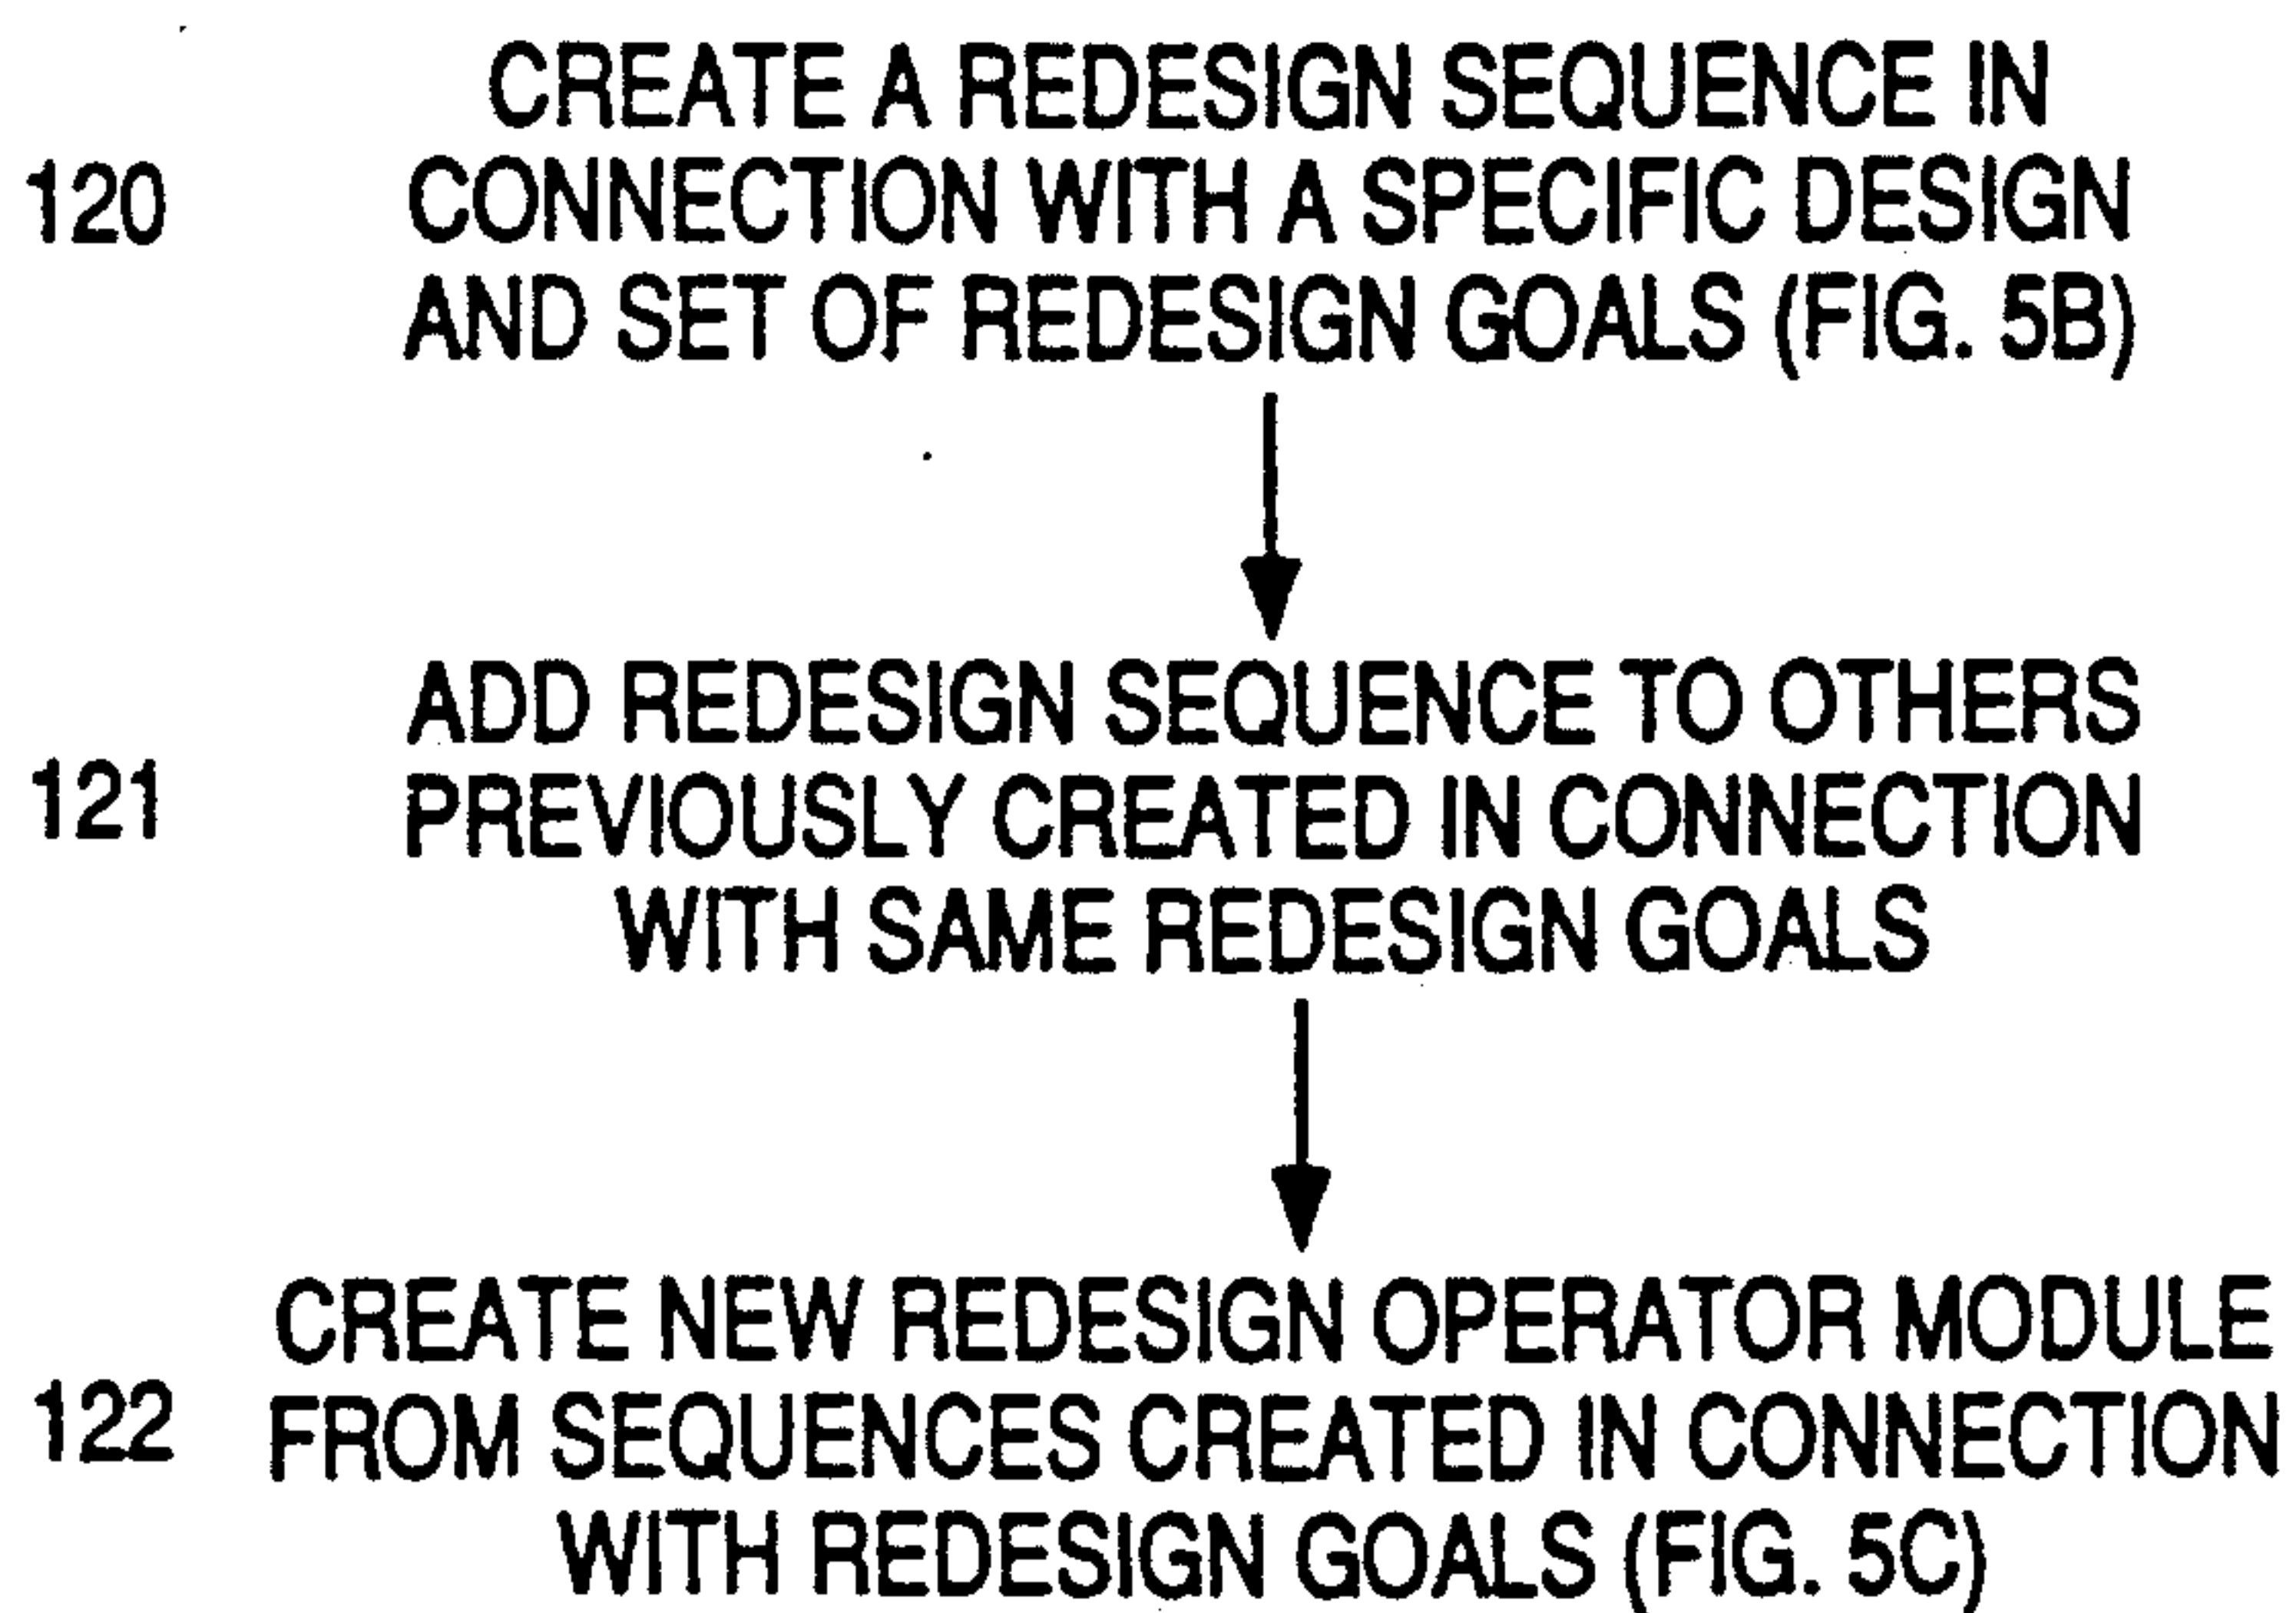 CREATE A REDESIGN SEQUENCE IN
120 CONNECTION WITH A SPECIFIC DESIGN
AND SET OF REDESIGN GOALS (FIG. 5B)
ADD REDESIGN SEQUENCE TO OTHERS
121 PREVIOUSLY CREATED IN CONNECTION
WITH SAME REDESIGN GOALS
CREATE NEW REDESIGN OPERATOR MODULE
122 FROM SEQUENCES CREATED IN CONNECTION
WITH REDESIGN GOALS (FIG. 5C)